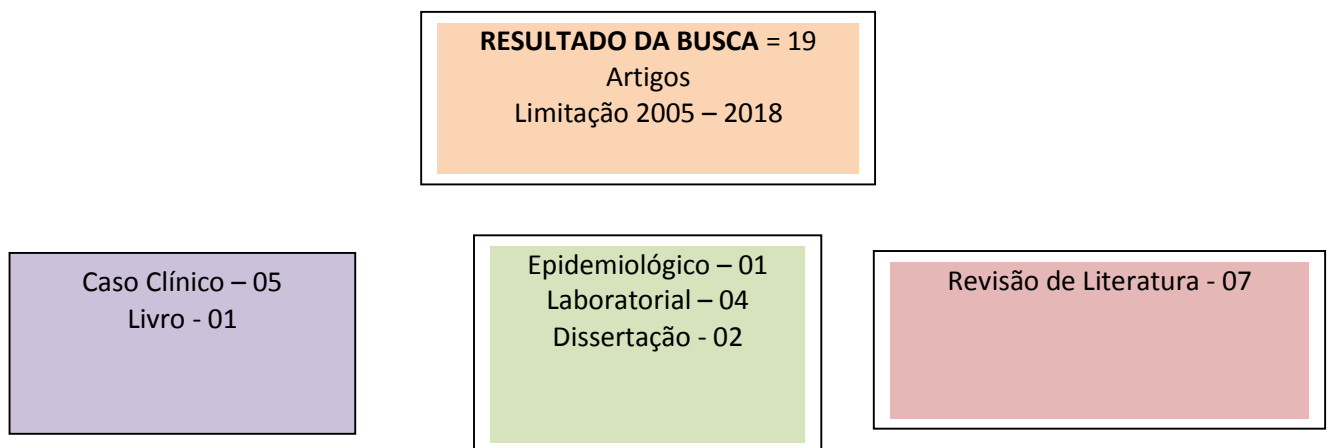 RESULTADO DA BUSCA = 19
Artigos
Limitação 2005 – 2018
Caso Clínico – 05
Livro - 01
Epidemiológico – 01
Laboratorial – 04
Dissertação - 02
Revisão de Literatura - 07